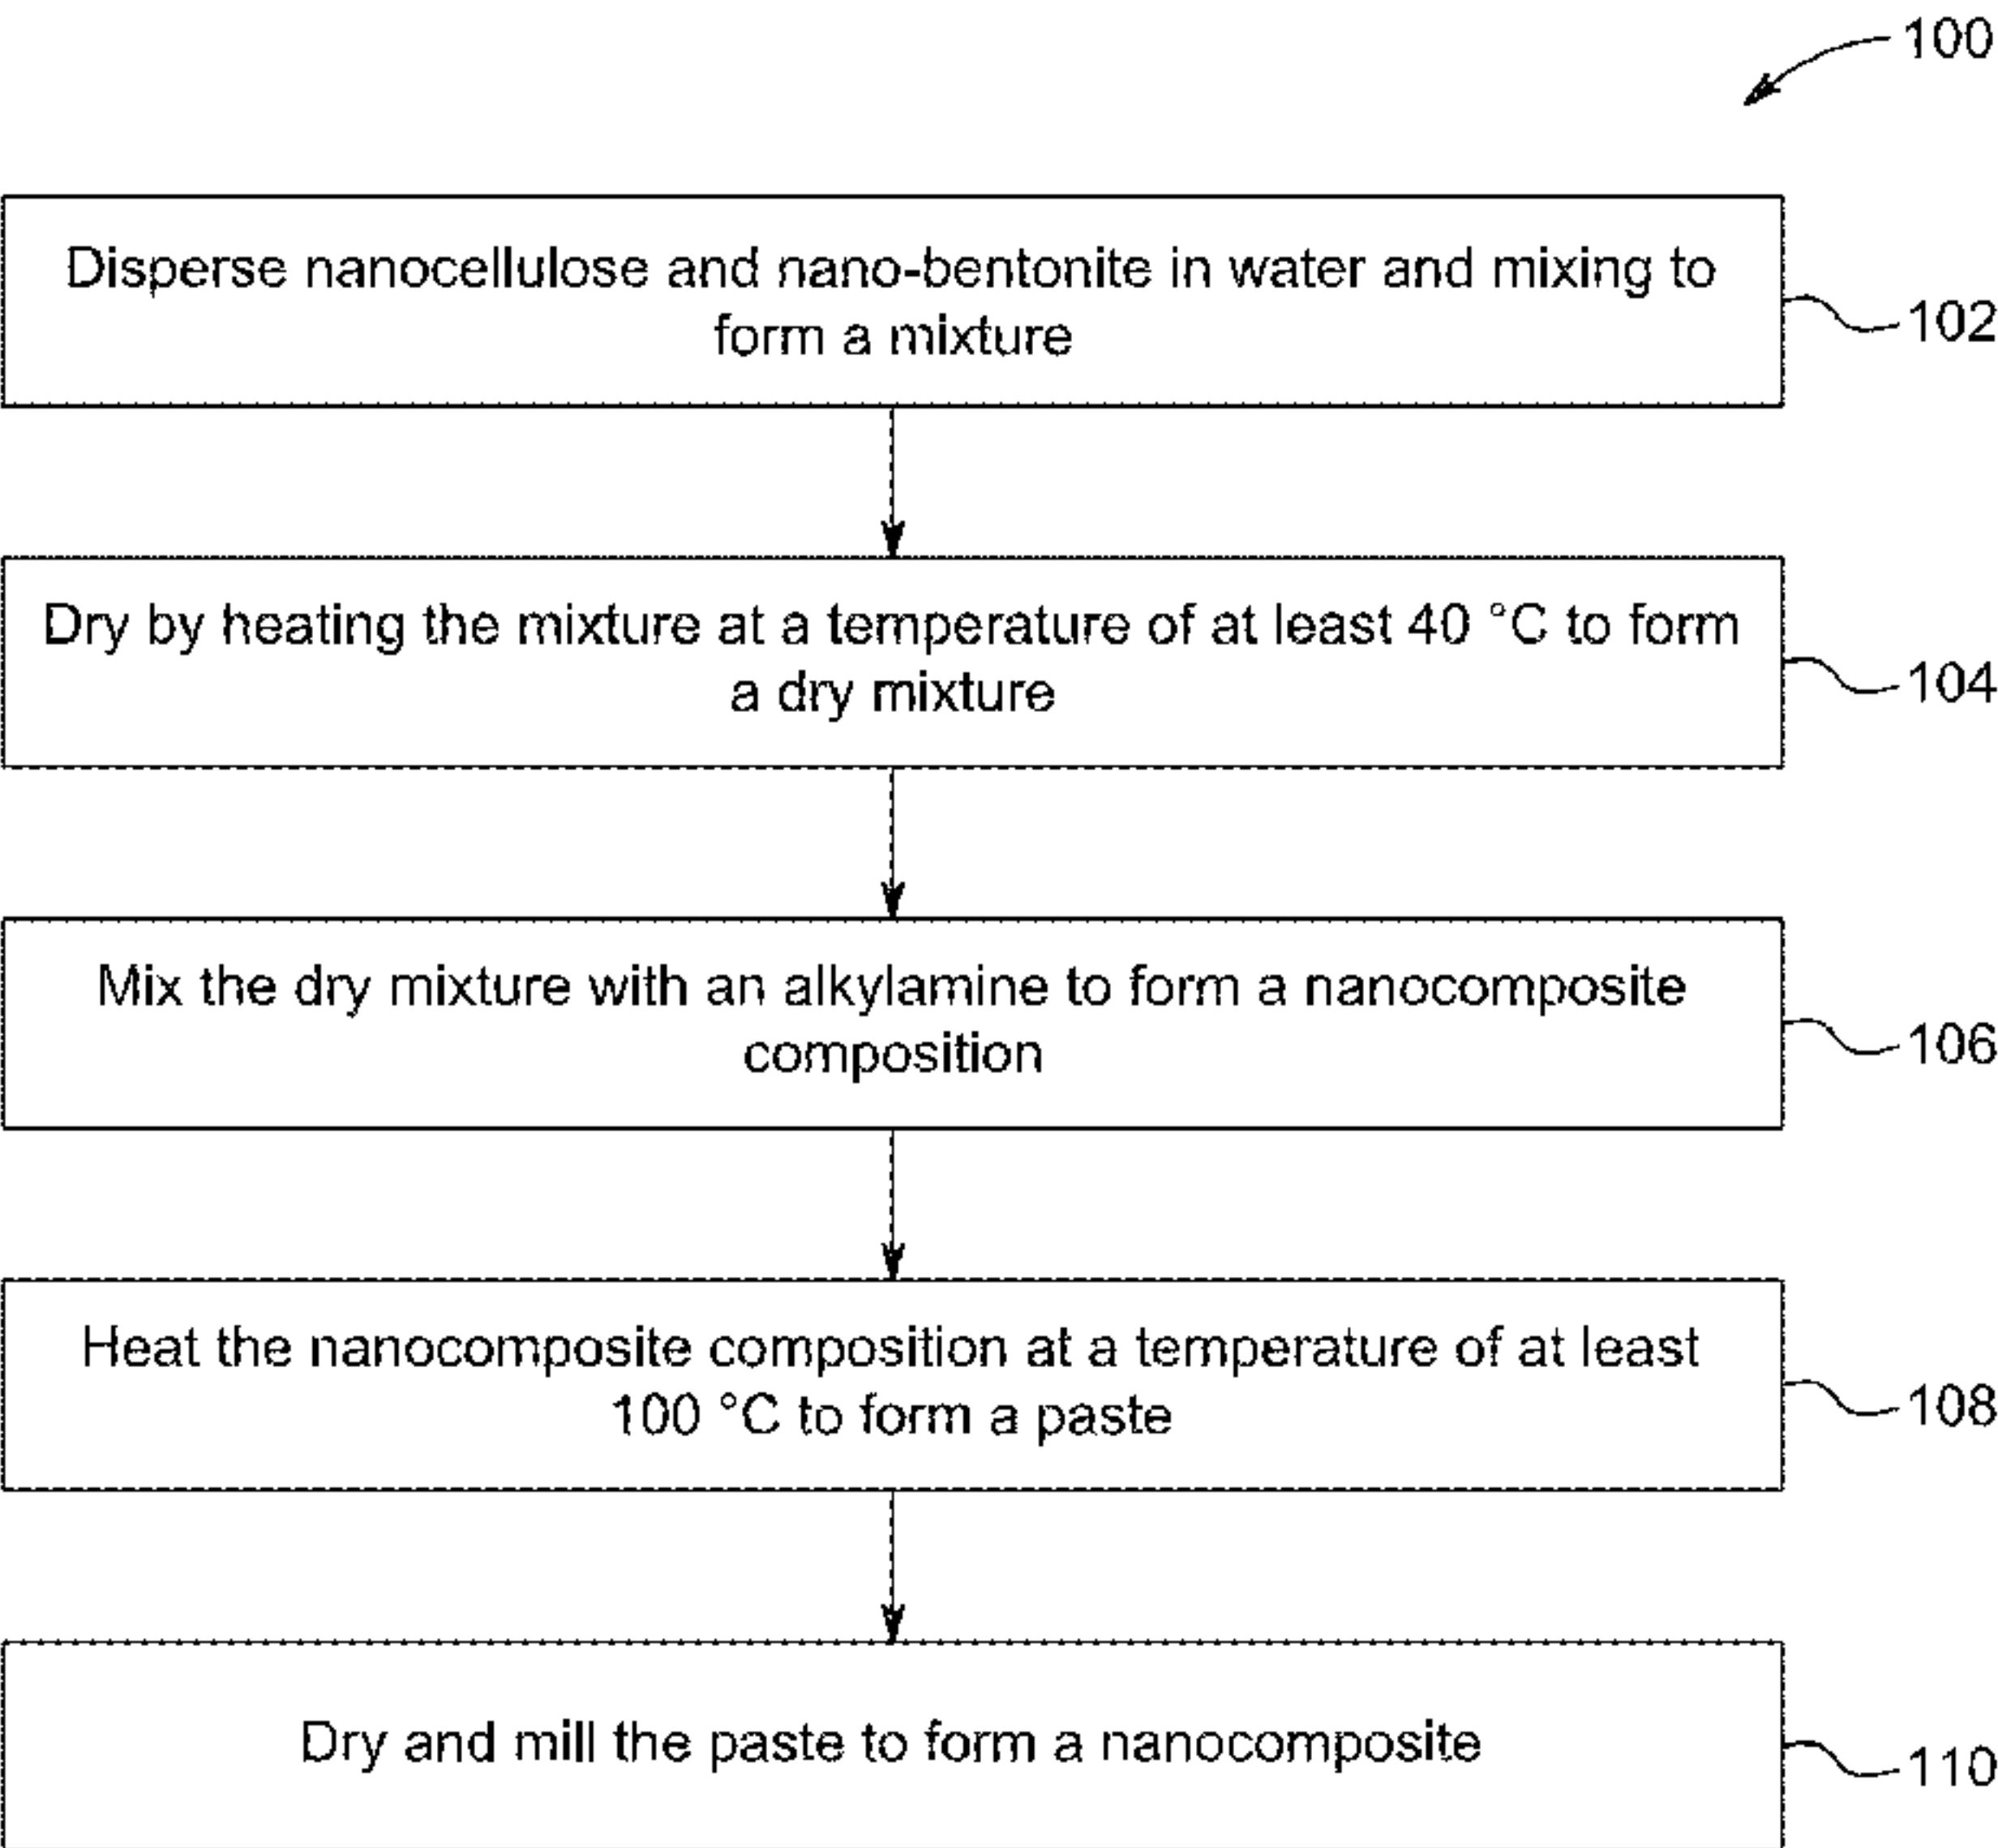 100
Disperse nanocellulose and nano-bentonite in water and mixing to
form a mixture
102
Dry by heating the mixture at a temperature of at least 40 °C to form
a dry mixture
104
Mix the dry mixture with an alkylamine to form a nanocomposite
composition
106
Heat the nanocomposite composition at a temperature of at least
100 °C to form a paste
108
Dry and mill the paste to form a nanocomposite
110